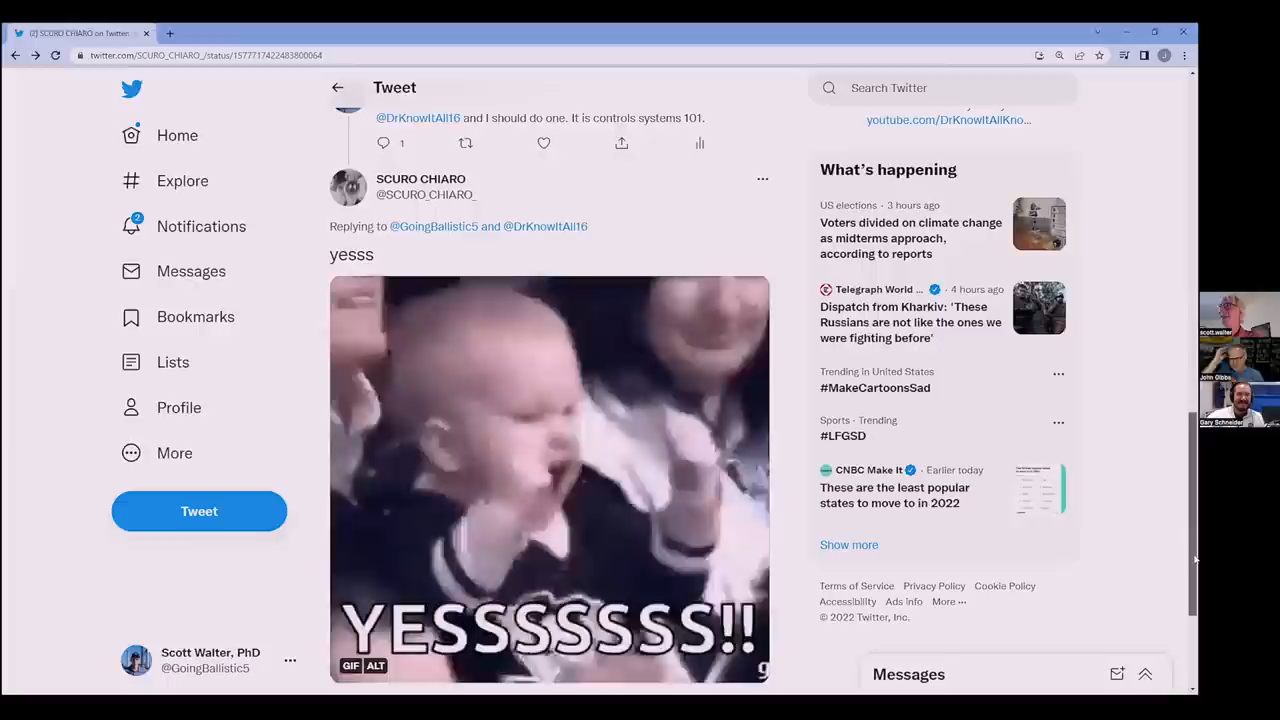 (2) SCURO CHIARO on Twitter:
twitter.com/SCURO_CHIARO_/status/1577717422483800064
Home
Explore
2
Notifications
Messages
Bookmarks
Lists
Profile
More
Tweet
Scott Walter, PhD
@GoingBallistic5
Tweet
@DrKnowItAll16 and I should do one. It is controls systems 101.
1
SCURO CHIARO
@SCURO_CHIARO_
Replying to @GoingBallistic5 and @DrKnowItAll16
yesss
YESSSSSSS!!
GIF ALT
Search Twitter
youtube.com/DrKnowItAllKno...
What's happening
US elections · 3 hours ago
Voters divided on climate change
as midterms approach,
according to reports
Telegraph World ... · 4 hours ago
Dispatch from Kharkiv: 'These
Russians are not like the ones we
were fighting before'
Trending in United States
#MakeCartoonsSad
Sports · Trending
#LFGSD
CNBC Make It · Earlier today
These are the least popular
states to move to in 2022
Show more
Terms of Service Privacy Policy Cookie Policy
Accessibility Ads info More ···
© 2022 Twitter, Inc.
Messages
scott.walter
John Gibbs
Gary Schneider